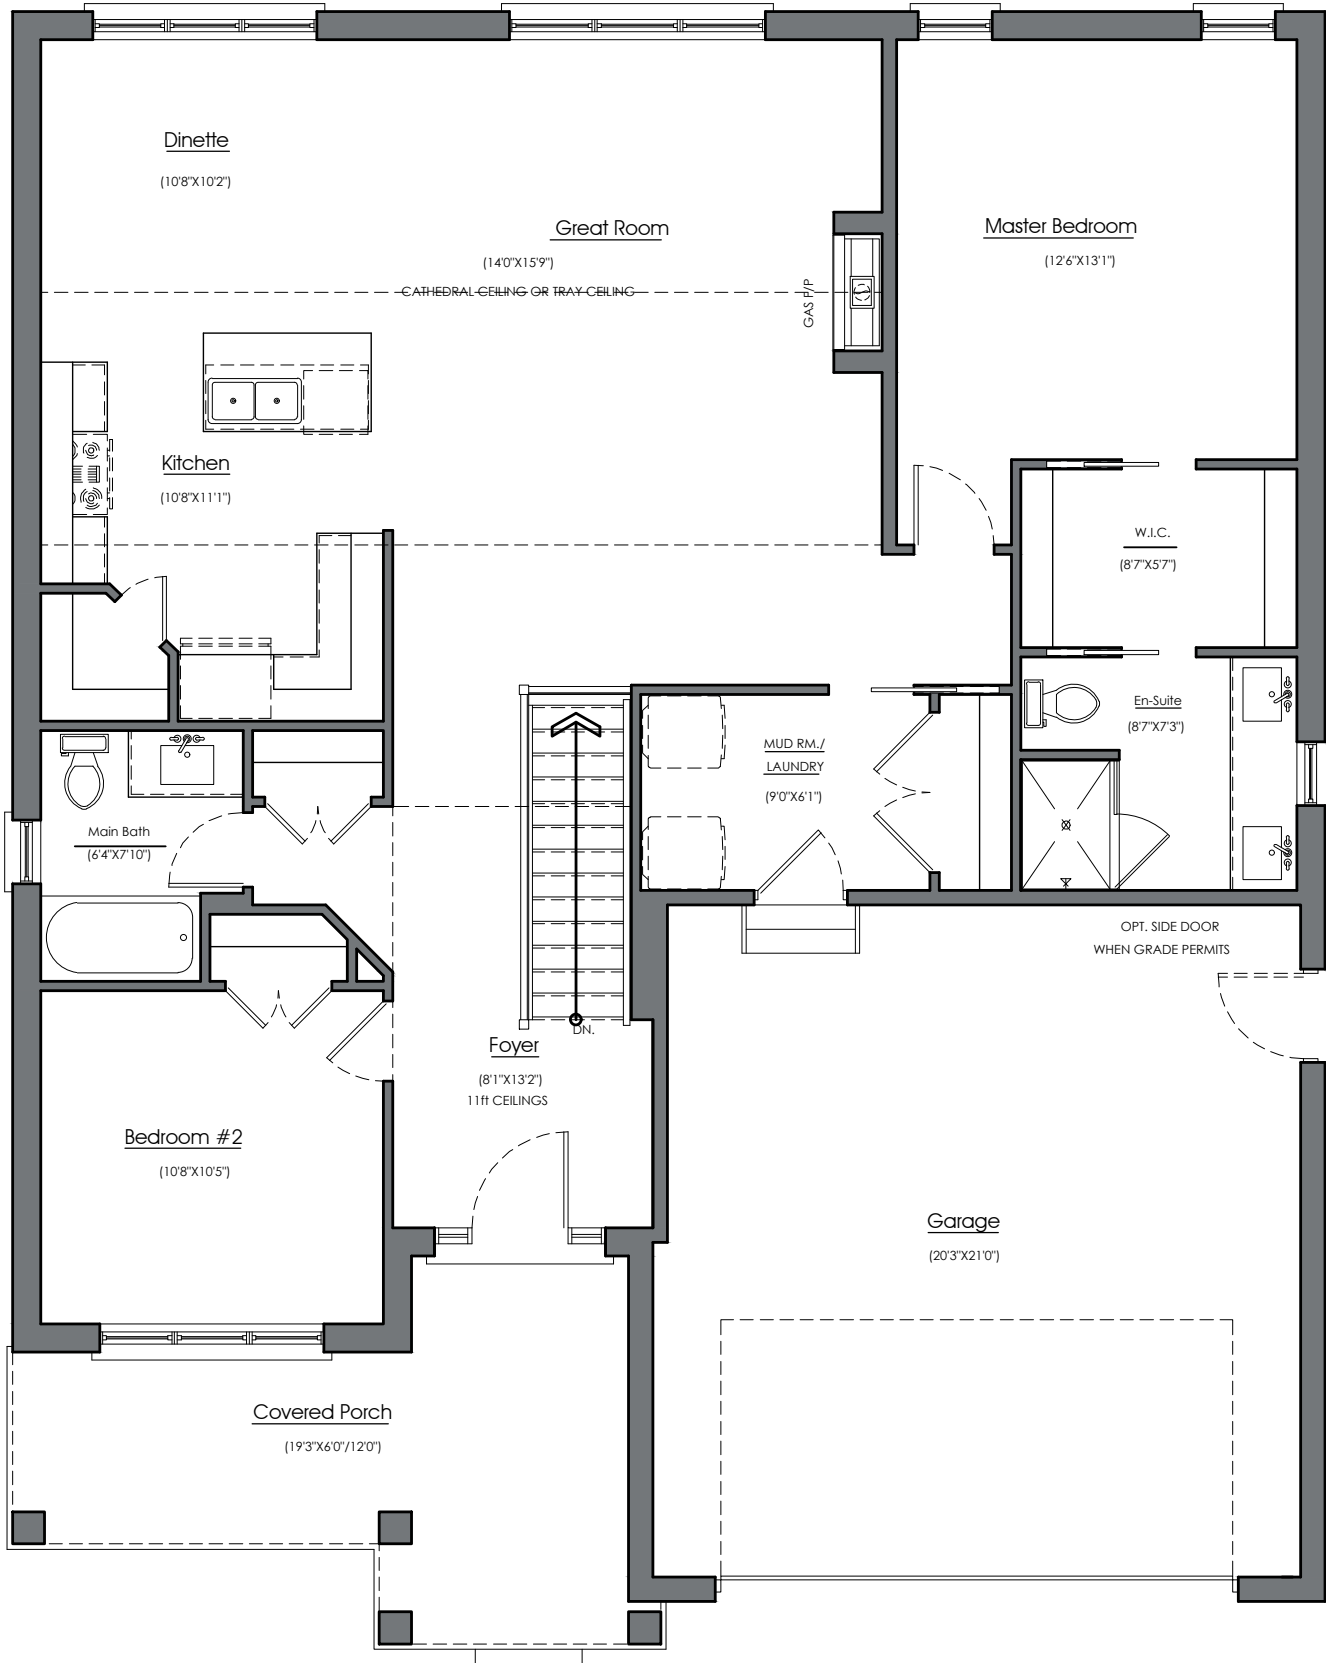 Dinette
(10'8"X10'2")
Great Room
(14'0"X15'9")
CATHEDRAL CEILING OR TRAY CEILING
GAS F/P
Master Bedroom
(12'6"X13'1")
Kitchen
(10'8"X11'1")
W.I.C.
(8'7"X5'7")
En-Suite
(8'7"X7'3")
MUD RM./
LAUNDRY
(9'0"X6'1")
Main Bath
(6'4"X7'10")
OPT. SIDE DOOR
WHEN GRADE PERMITS
DN.
Foyer
(8'1"X13'2")
11ft CEILINGS
Bedroom #2
(10'8"X10'5")
Garage
(20'3"X21'0")
Covered Porch
(19'3"X6'0"/12'0")